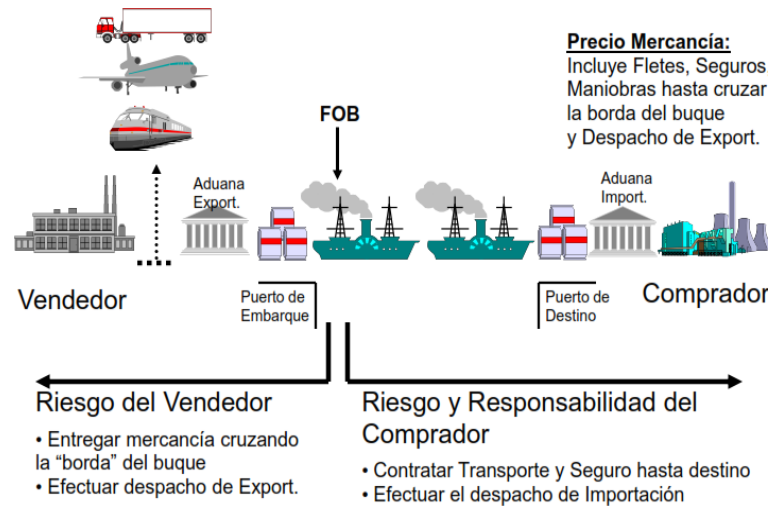 Precio Mercancía:
Incluye Fletes, Seguros
Maniobras hasta cruzar
la borda del buque
y Despacho de Export.
FOB
Aduana
Export.
Aduana
Import.
Vendedor
Puerto de
Embarque
Puerto de
Destino
Comprador
Riesgo del Vendedor
• Entregar mercancía cruzando
la “borda” del buque
• Efectuar despacho de Export.
Riesgo y Responsabilidad del
Comprador
• Contratar Transporte y Seguro hasta destino
• Efectuar el despacho de Importación